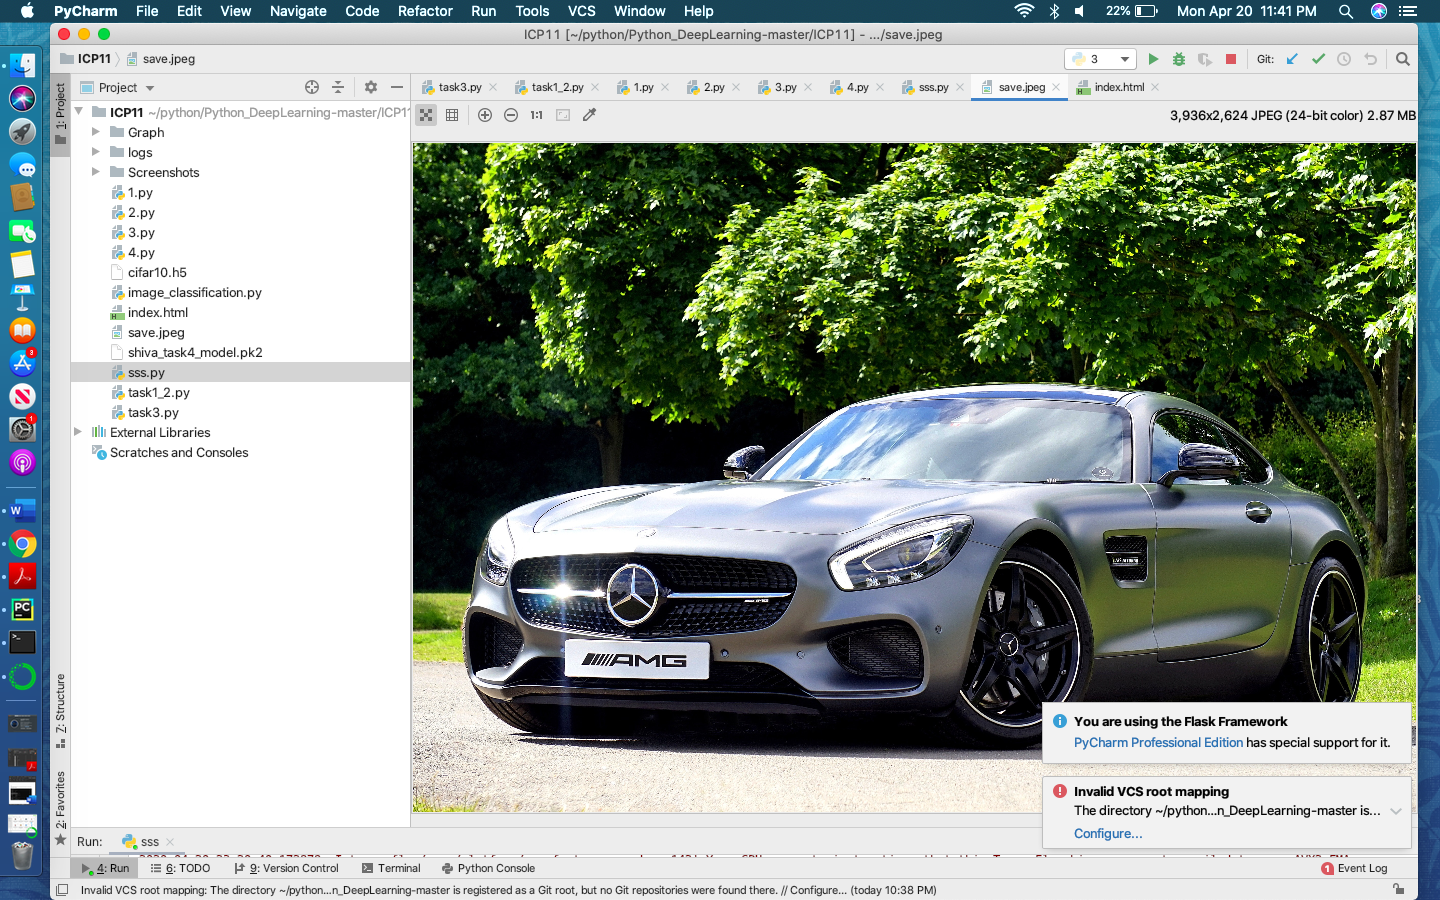 PyCharm File Edit View Navigate Code Refactor Run Tools VCS Window Help 22% Mon Apr 20 11:41 PM
ICP11 [~/python/Python_DeepLearning-master/ICP11] - .../save.jpeg
ICP11 save.jpeg 3 Git:
Project
task3.py task1_2.py 1.py 2.py 3.py 4.py sss.py save.jpeg index.html
1:1 3,936x2,624 JPEG (24-bit color) 2.87 MB
1: Project
ICP11 ~/python/Python_DeepLearning-master/ICP11
Graph
logs
Screenshots
1.py
2.py
3.py
4.py
cifar10.h5
image_classification.py
index.html
save.jpeg
shiva_task4_model.pk2
sss.py
task1_2.py
task3.py
External Libraries
Scratches and Consoles
AMG
Z: Structure
2: Favorites
You are using the Flask Framework
PyCharm Professional Edition has special support for it.
Invalid VCS root mapping
The directory ~/python...n_DeepLearning-master is...
Configure...
Run: sss
4: Run 6: TODO 9: Version Control Terminal Python Console 1 Event Log
Invalid VCS root mapping: The directory ~/python...n_DeepLearning-master is registered as a Git root, but no Git repositories were found there. // Configure... (today 10:38 PM)